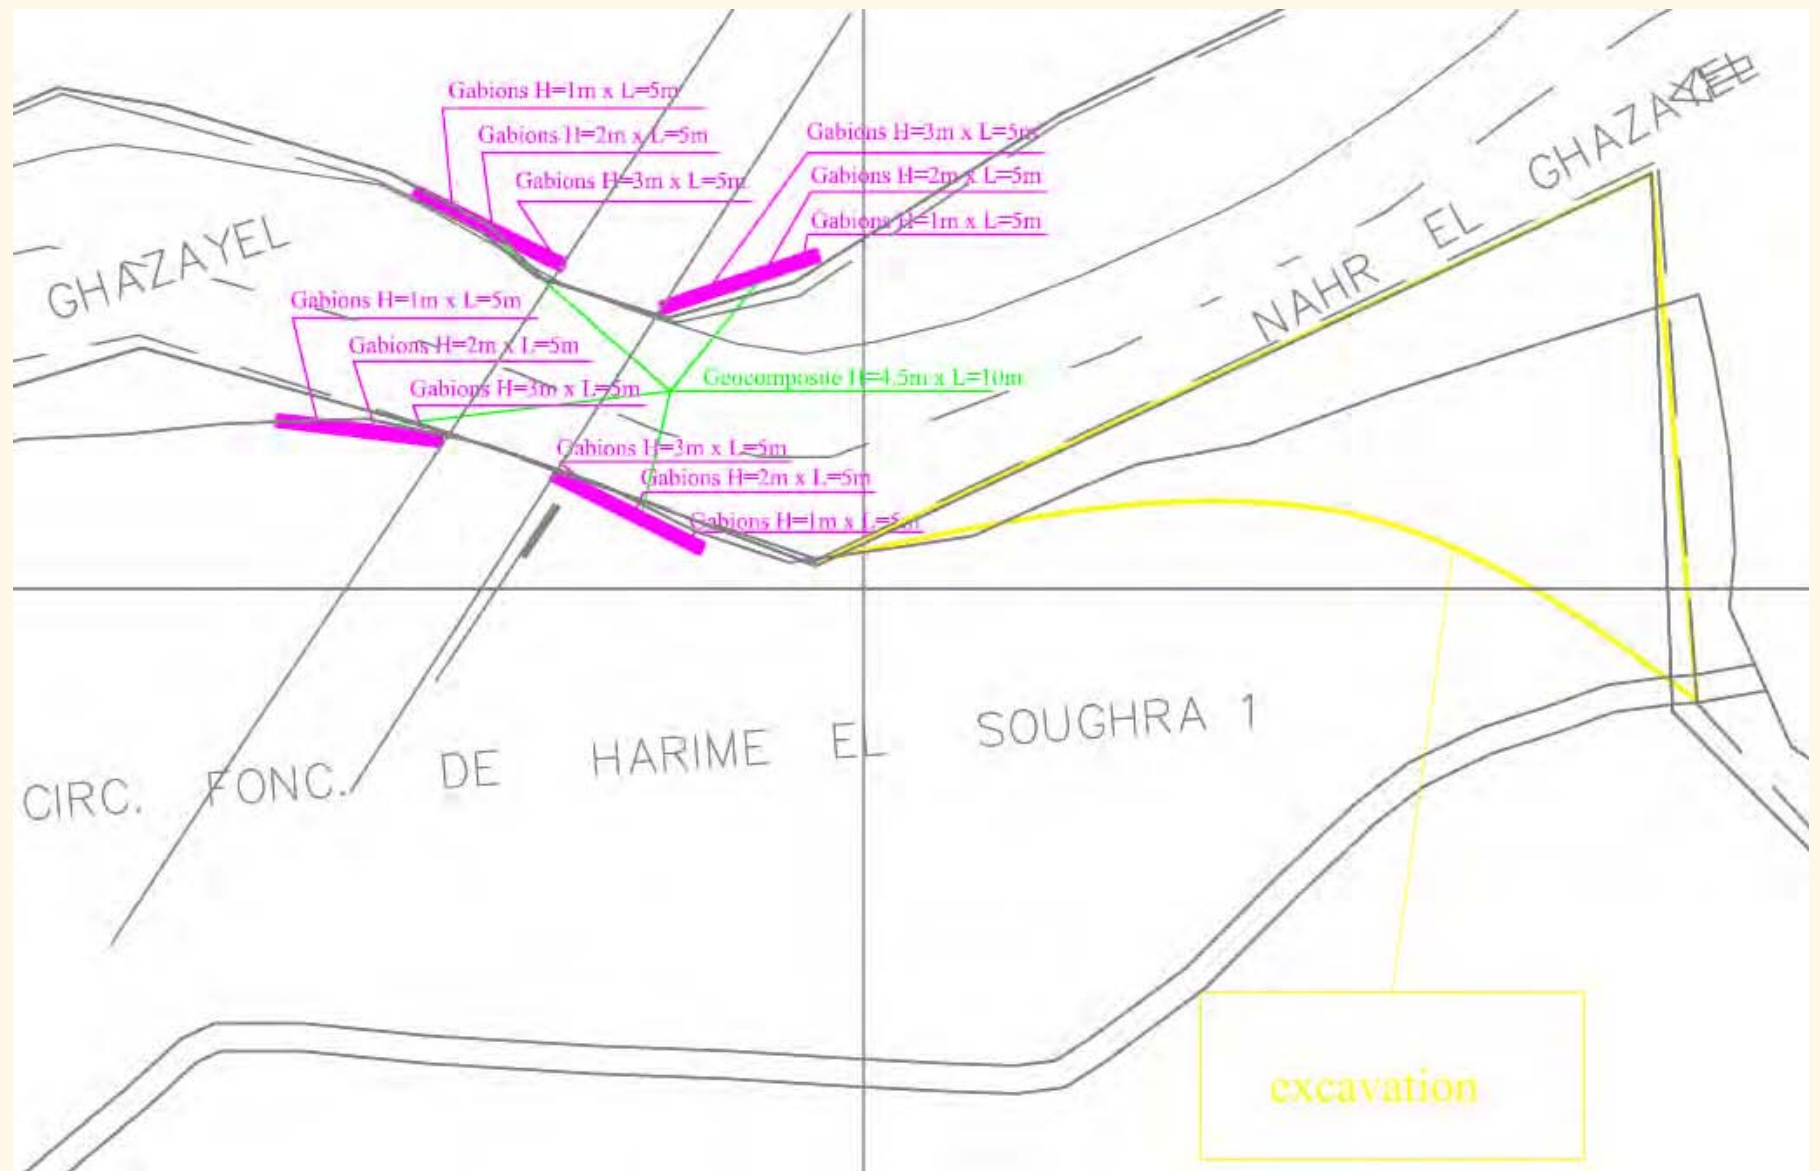 Gabions H=1m x L=5m
Gabions H=2m x L=5m
Gabions H=3m x L=5m
Gabions H=3m x L=5m
Gabions H=2m x L=5m
Gabions H=1m x L=5m
NAHR EL GHAZAYEL
GHAZAYEL
Gabions H=1m x L=5m
Gabions H=2m x L=5m
Gabions H=3m x L=5m
Geocomposite H=4.5m x L=10m
Gabions H=3m x L=5m
Gabions H=2m x L=5m
Gabions H=1m x L=5m
CIRC. FONC. DE HARIME EL SOUGHRA 1
excavation